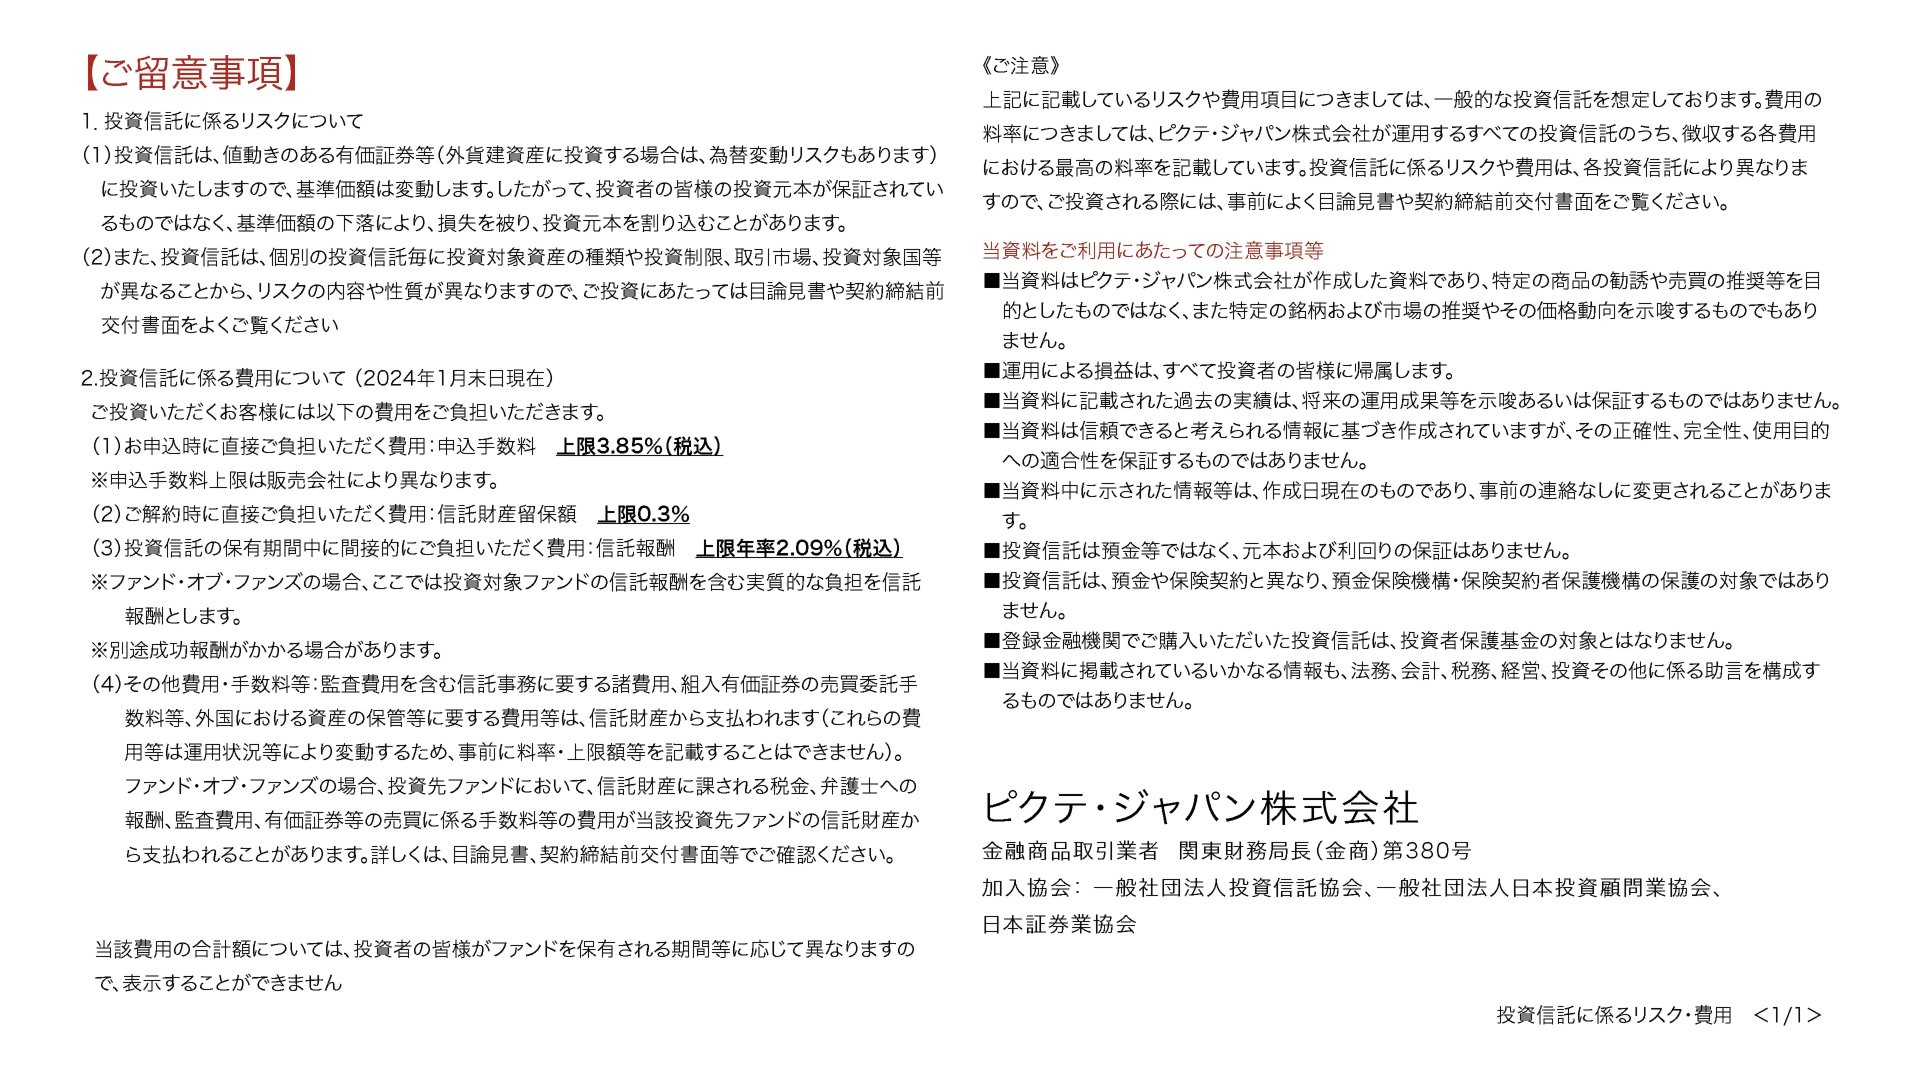 【ご留意事項】
1. 投資信託に係るリスクについて
(1)投資信託は、値動きのある有価証券等(外貨建資産に投資する場合は、為替変動リスクもあります)
に投資いたしますので、基準価額は変動します。したがって、投資者の皆様の投資元本が保証されてい
るものではなく、基準価額の下落により、損失を被り、投資元本を割り込むことがあります。
(2)また、投資信託は、個別の投資信託毎に投資対象資産の種類や投資制限、取引市場、投資対象国等
が異なることから、リスクの内容や性質が異なりますので、ご投資にあたっては目論見書や契約締結前
交付書面をよくご覧ください
2.投資信託に係る費用について (2024年1月末日現在)
ご投資いただくお客様には以下の費用をご負担いただきます。
(1)お申込時に直接ご負担いただく費用:申込手数料 上限3.85%(税込)
※申込手数料上限は販売会社により異なります。
(2)ご解約時に直接ご負担いただく費用:信託財産留保額 上限0.3%
(3)投資信託の保有期間中に間接的にご負担いただく費用:信託報酬 上限年率2.09%(税込)
※ファンド・オブ・ファンズの場合、ここでは投資対象ファンドの信託報酬を含む実質的な負担を信託
報酬とします。
※別途成功報酬がかかる場合があります。
(4)その他費用・手数料等:監査費用を含む信託事務に要する諸費用、組入有価証券の売買委託手
数料等、外国における資産の保管等に要する費用等は、信託財産から支払われます(これらの費
用等は運用状況等により変動するため、事前に料率・上限額等を記載することはできません)。
ファンド・オブ・ファンズの場合、投資先ファンドにおいて、信託財産に課される税金、弁護士への
報酬、監査費用、有価証券等の売買に係る手数料等の費用が当該投資先ファンドの信託財産か
ら支払われることがあります。詳しくは、目論見書、契約締結前交付書面等でご確認ください。
当該費用の合計額については、投資者の皆様がファンドを保有される期間等に応じて異なりますの
で、表示することができません
《ご注意》
上記に記載しているリスクや費用項目につきましては、一般的な投資信託を想定しております。費用の
料率につきましては、ピクテ・ジャパン株式会社が運用するすべての投資信託のうち、徴収する各費用
における最高の料率を記載しています。投資信託に係るリスクや費用は、各投資信託により異なりま
すので、ご投資される際には、事前によく目論見書や契約締結前交付書面をご覧ください。
当資料をご利用にあたっての注意事項等
■当資料はピクテ・ジャパン株式会社が作成した資料であり、特定の商品の勧誘や売買の推奨等を目
的としたものではなく、また特定の銘柄および市場の推奨やその価格動向を示唆するものでもあり
ません。
■運用による損益は、すべて投資者の皆様に帰属します。
■当資料に記載された過去の実績は、将来の運用成果等を示唆あるいは保証するものではありません。
■当資料は信頼できると考えられる情報に基づき作成されていますが、その正確性、完全性、使用目的
への適合性を保証するものではありません。
■当資料中に示された情報等は、作成日現在のものであり、事前の連絡なしに変更されることがありま
す。
■投資信託は預金等ではなく、元本および利回りの保証はありません。
■投資信託は、預金や保険契約と異なり、預金保険機構・保険契約者保護機構の保護の対象ではあり
ません。
■登録金融機関でご購入いただいた投資信託は、投資者保護基金の対象とはなりません。
■当資料に掲載されているいかなる情報も、法務、会計、税務、経営、投資その他に係る助言を構成す
るものではありません。
ピクテ・ジャパン株式会社
金融商品取引業者 関東財務局長(金商)第380号
加入協会: 一般社団法人投資信託協会、一般社団法人日本投資顧問業協会、
日本証券業協会
投資信託に係るリスク・費用 <1/1>